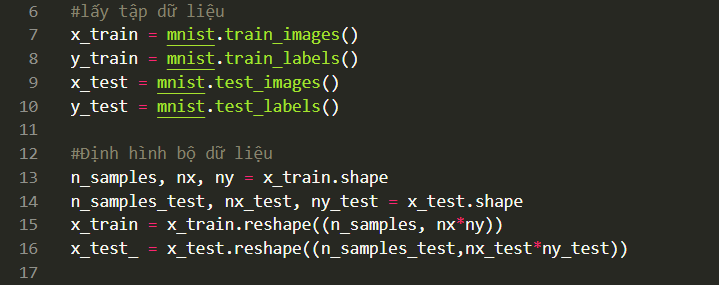 6 #lấy tập dữ liệu
7 x_train = mnist.train_images()
8 y_train = mnist.train_labels()
9 x_test = mnist.test_images()
10 y_test = mnist.test_labels()
11
12 #Định hình bộ dữ liệu
13 n_samples, nx, ny = x_train.shape
14 n_samples_test, nx_test, ny_test = x_test.shape
15 x_train = x_train.reshape((n_samples, nx*ny))
16 x_test_ = x_test.reshape((n_samples_test,nx_test*ny_test))
17